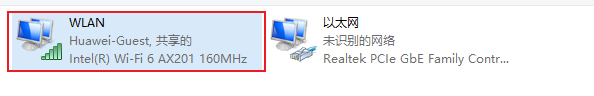 WLAN
Huawei-Guest, 共享的
Intel(R) Wi-Fi 6 AX201 160MHz
以太网
未识别的网络
Realtek PCIe GbE Family Contr...